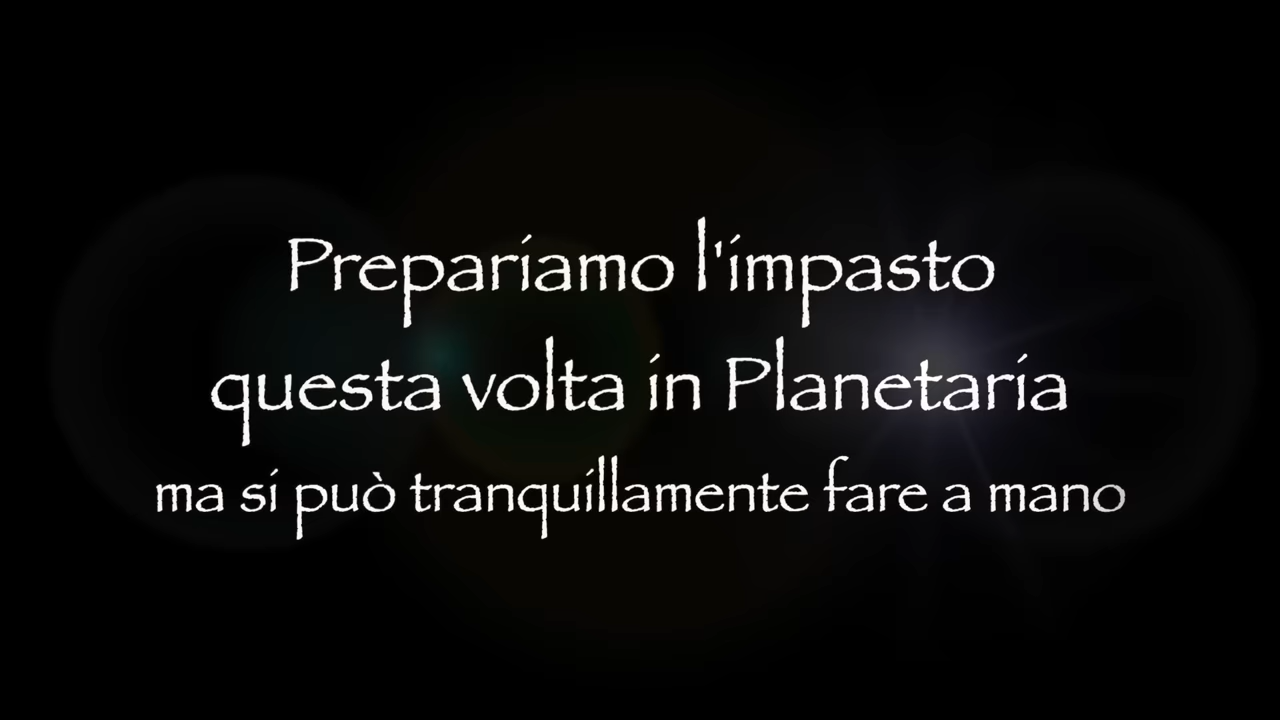 Prepariamo l'impasto
questa volta in Planetaria
ma si può tranquillamente fare a mano